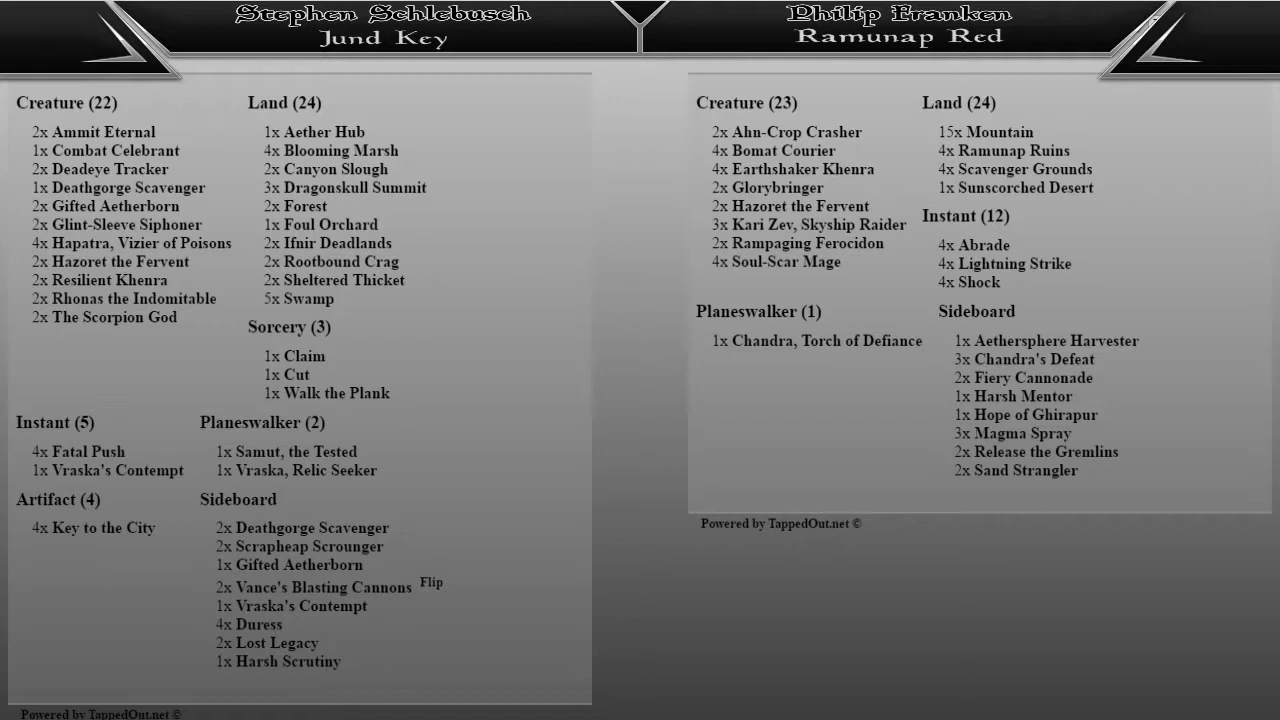 Stephen Schlebusch
Jund Key
Philip Franken
Ramunap Red
Creature (22)
2x Ammit Eternal
1x Combat Celebrant
2x Deadeye Tracker
1x Deathgorge Scavenger
2x Gifted Aetherborn
2x Glint-Sleeve Siphoner
4x Hapatra, Vizier of Poisons
2x Hazoret the Fervent
2x Resilient Khenra
2x Rhonas the Indomitable
2x The Scorpion God
Land (24)
1x Aether Hub
4x Blooming Marsh
2x Canyon Slough
3x Dragonskull Summit
2x Forest
1x Foul Orchard
2x Ifnir Deadlands
2x Rootbound Crag
2x Sheltered Thicket
5x Swamp
Sorcery (3)
1x Claim
1x Cut
1x Walk the Plank
Instant (5)
4x Fatal Push
1x Vraska's Contempt
Planeswalker (2)
1x Samut, the Tested
1x Vraska, Relic Seeker
Artifact (4)
4x Key to the City
Sideboard
2x Deathgorge Scavenger
2x Scrapheap Scrounger
1x Gifted Aetherborn
2x Vance's Blasting Cannons Flip
1x Vraska's Contempt
4x Duress
2x Lost Legacy
1x Harsh Scrutiny
Powered by TappedOut.net ©
Creature (23)
2x Ahn-Crop Crasher
4x Bomat Courier
4x Earthshaker Khenra
2x Glorybringer
2x Hazoret the Fervent
3x Kari Zev, Skyship Raider
2x Rampaging Ferocidon
4x Soul-Scar Mage
Land (24)
15x Mountain
4x Ramunap Ruins
4x Scavenger Grounds
1x Sunscorched Desert
Instant (12)
4x Abrade
4x Lightning Strike
4x Shock
Planeswalker (1)
1x Chandra, Torch of Defiance
Sideboard
1x Aethersphere Harvester
3x Chandra's Defeat
2x Fiery Cannonade
1x Harsh Mentor
1x Hope of Ghirapur
3x Magma Spray
2x Release the Gremlins
2x Sand Strangler
Powered by TappedOut.net ©